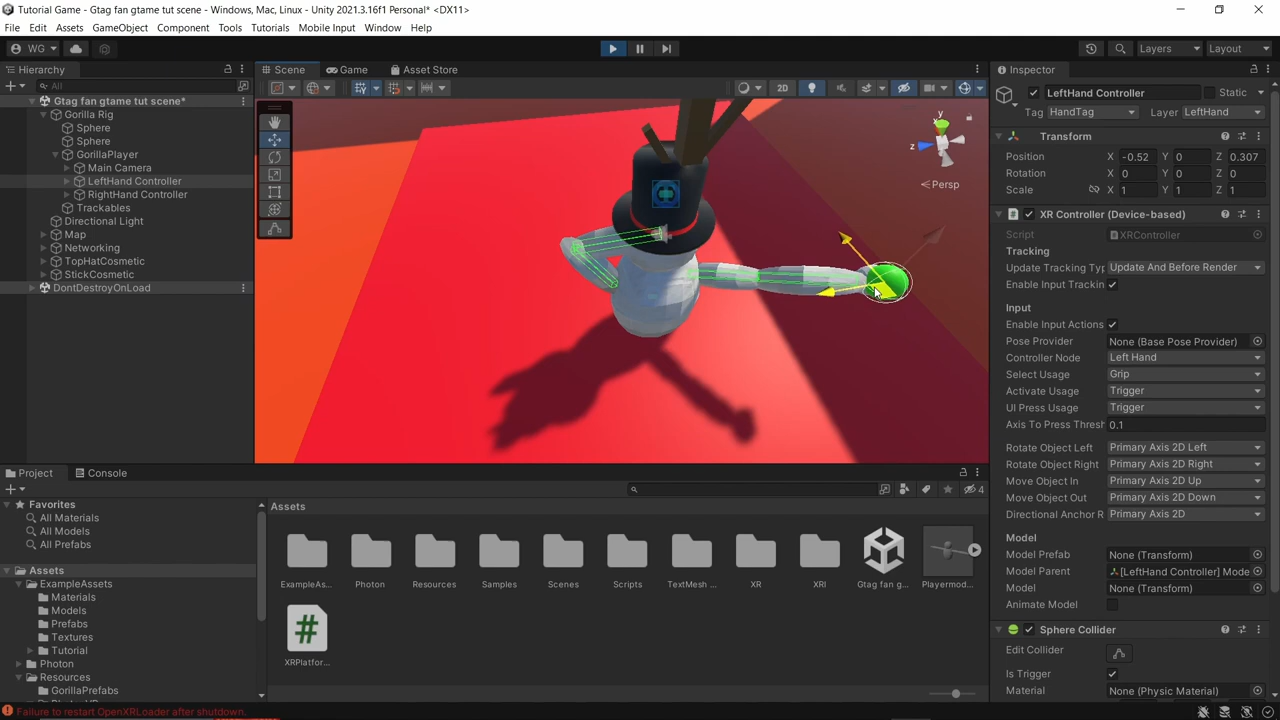 Tutorial Game - Gtag fan gtame tut scene - Windows, Mac, Linux - Unity 2021.3.16f1 Personal* <DX11>
File Edit Assets GameObject Component Tools Tutorials Mobile Input Window Help
WG Layers Layout
Hierarchy
All
Gtag fan gtame tut scene*
Gorilla Rig
Sphere
Sphere
GorillaPlayer
Main Camera
LeftHand Controller
RightHand Controller
Trackables
Directional Light
Map
Networking
TopHatCosmetic
StickCosmetic
DontDestroyOnLoad
Scene Game Asset Store
2D
y
x
z
Persp
Inspector
LeftHand Controller Static
Tag HandTag Layer LeftHand
Transform
Position X -0.52 Y 0 Z 0.307
Rotation X 0 Y 0 Z 0
Scale X 1 Y 1 Z 1
XR Controller (Device-based)
Script XRController
Tracking
Update Tracking Typ Update And Before Render
Enable Input Trackin
Input
Enable Input Actions
Pose Provider None (Base Pose Provider)
Controller Node Left Hand
Select Usage Grip
Activate Usage Trigger
UI Press Usage Trigger
Axis To Press Thresh 0.1
Rotate Object Left Primary Axis 2D Left
Rotate Object Right Primary Axis 2D Right
Move Object In Primary Axis 2D Up
Move Object Out Primary Axis 2D Down
Directional Anchor R Primary Axis 2D
Model
Model Prefab None (Transform)
Model Parent [LeftHand Controller] Mode
Model None (Transform)
Animate Model
Sphere Collider
Edit Collider
Is Trigger
Material None (Physic Material)
Project Console
4
Favorites
All Materials
All Models
All Prefabs
Assets
ExampleAssets
Materials
Models
Prefabs
Textures
Tutorial
Photon
Resources
GorillaPrefabs
Assets
ExampleAs... Photon Resources Samples Scenes Scripts TextMesh ... XR XRI Gtag fan g... Playermod...
XRPlatfor...
Failure to restart OpenXRLoader after shutdown.